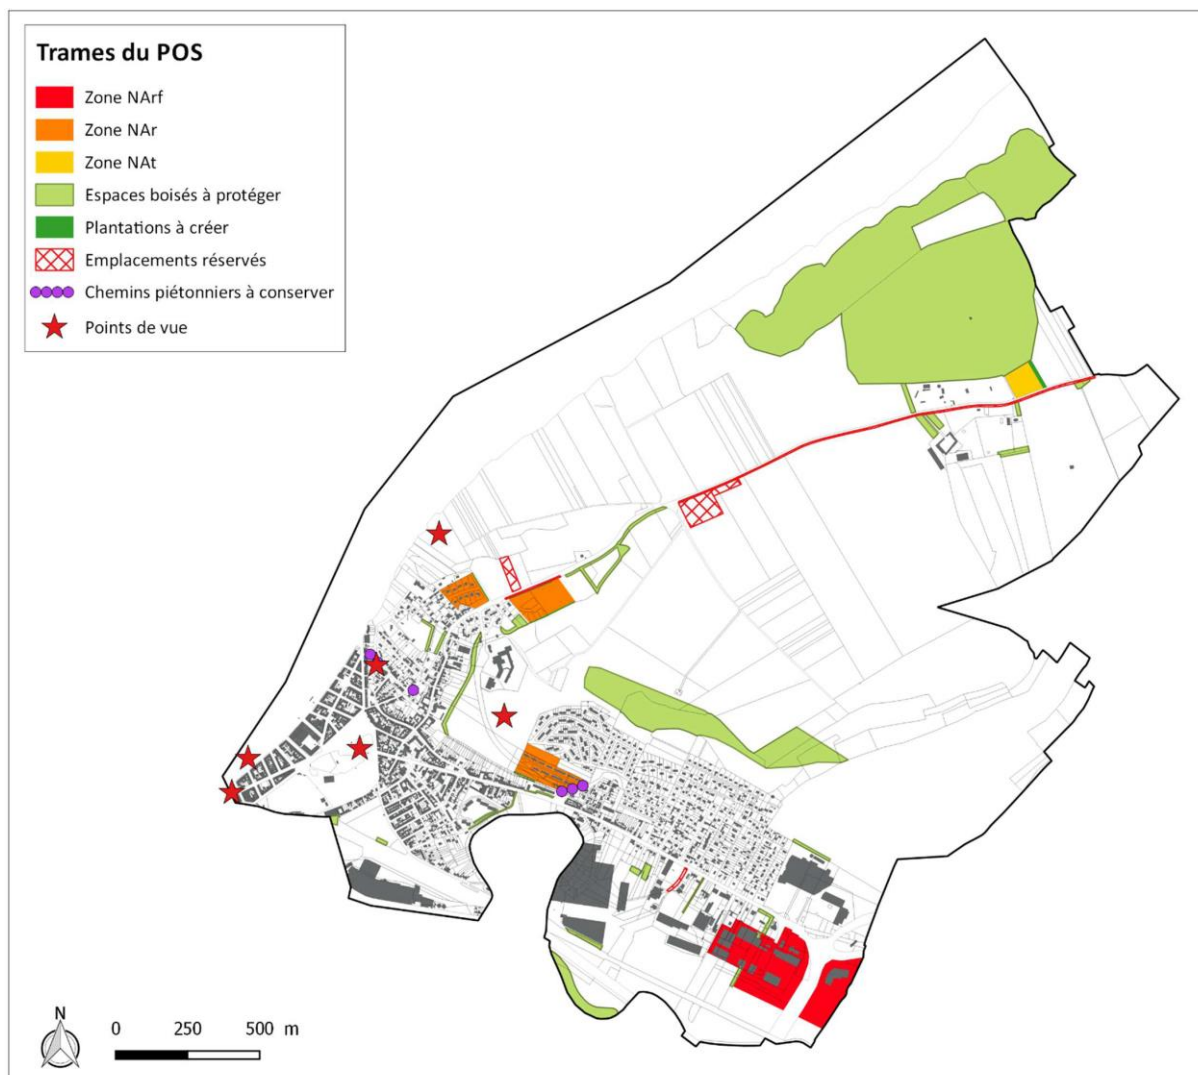 Trames du POS
Zone NArf
Zone NAr
Zone NAt
Espaces boisés à protéger
Plantations à créer
Emplacements réservés
Chemins piétonniers à conserver
Points de vue
N
0 250 500 m